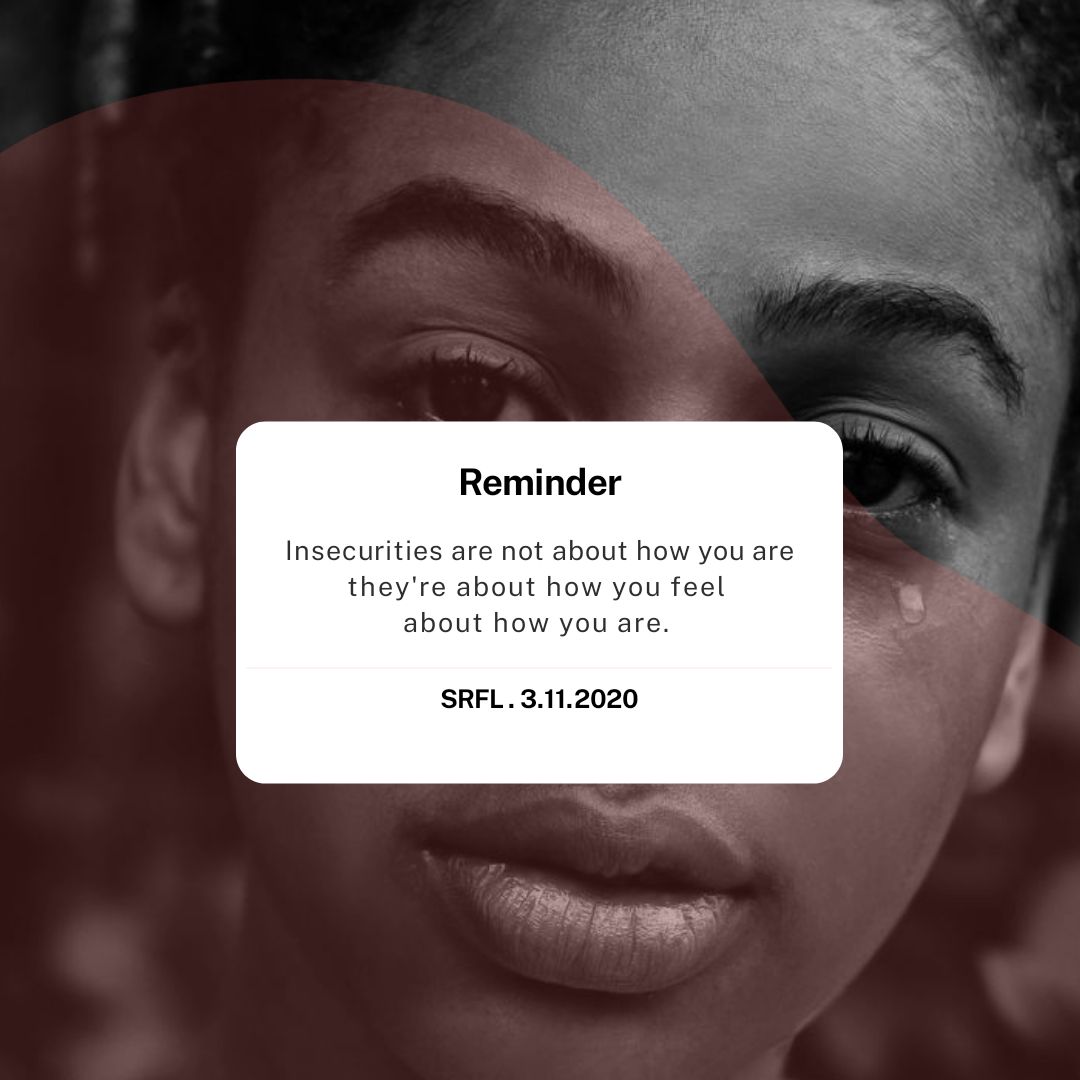 Reminder
Insecurities are not about how you are
they're about how you feel
about how you are.
SRFL . 3.11.2020